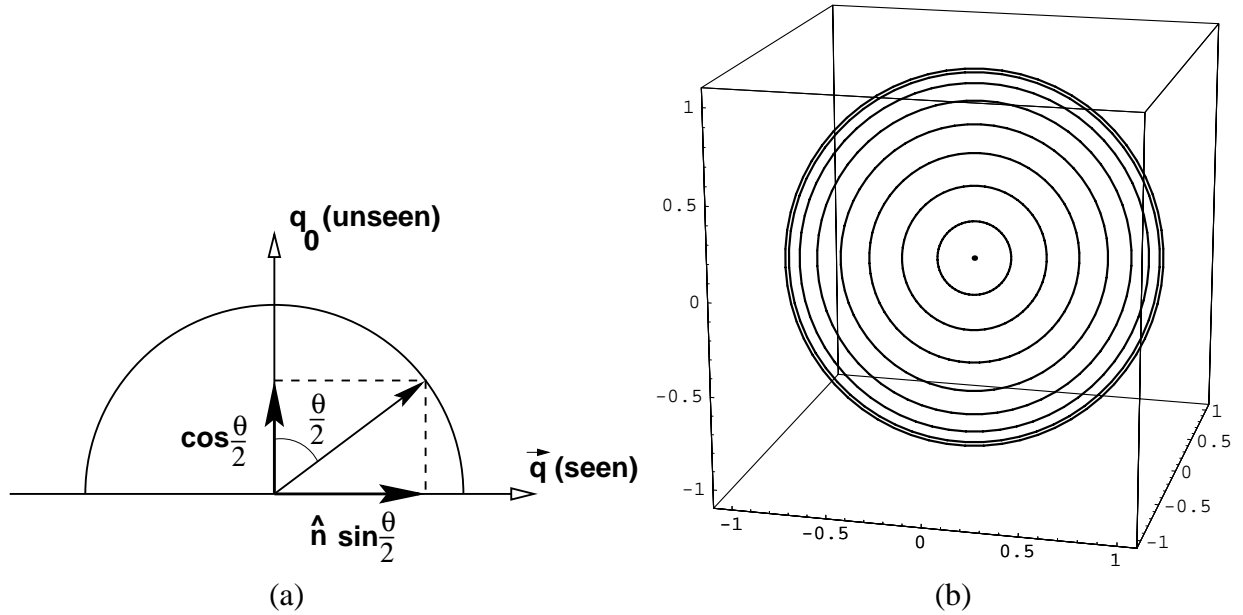 q0 (unseen)
θ/2
cos θ/2
q⃗ (seen)
n̂ sin θ/2
(a)
1
0.5
0
-0.5
-1
-1
-0.5
0
0.5
1
-1
-0.5
0
0.5
1
(b)